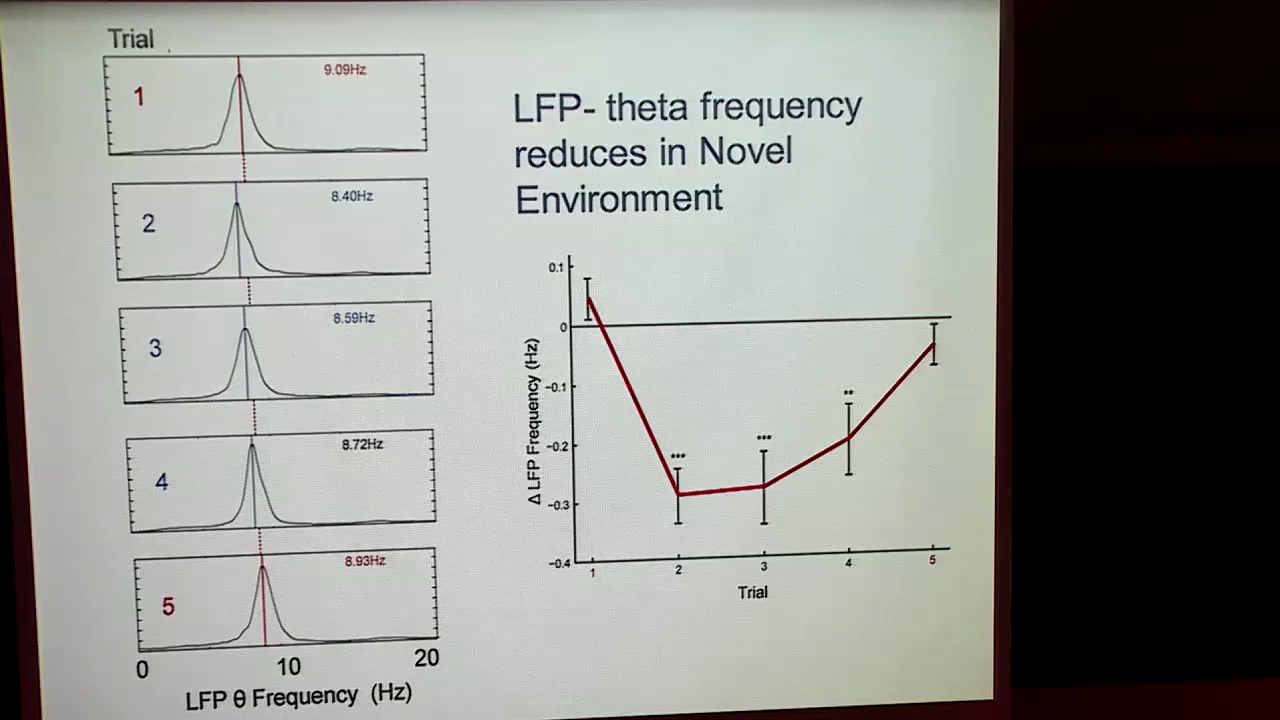 Trial
1
9.09Hz
2
8.40Hz
3
8.59Hz
4
8.72Hz
5
8.93Hz
0
10
20
LFP θ Frequency (Hz)
LFP- theta frequency
reduces in Novel
Environment
0.1
0
-0.1
-0.2
-0.3
-0.4
Δ LFP Frequency (Hz)
***
***
**
1
2
3
4
5
Trial